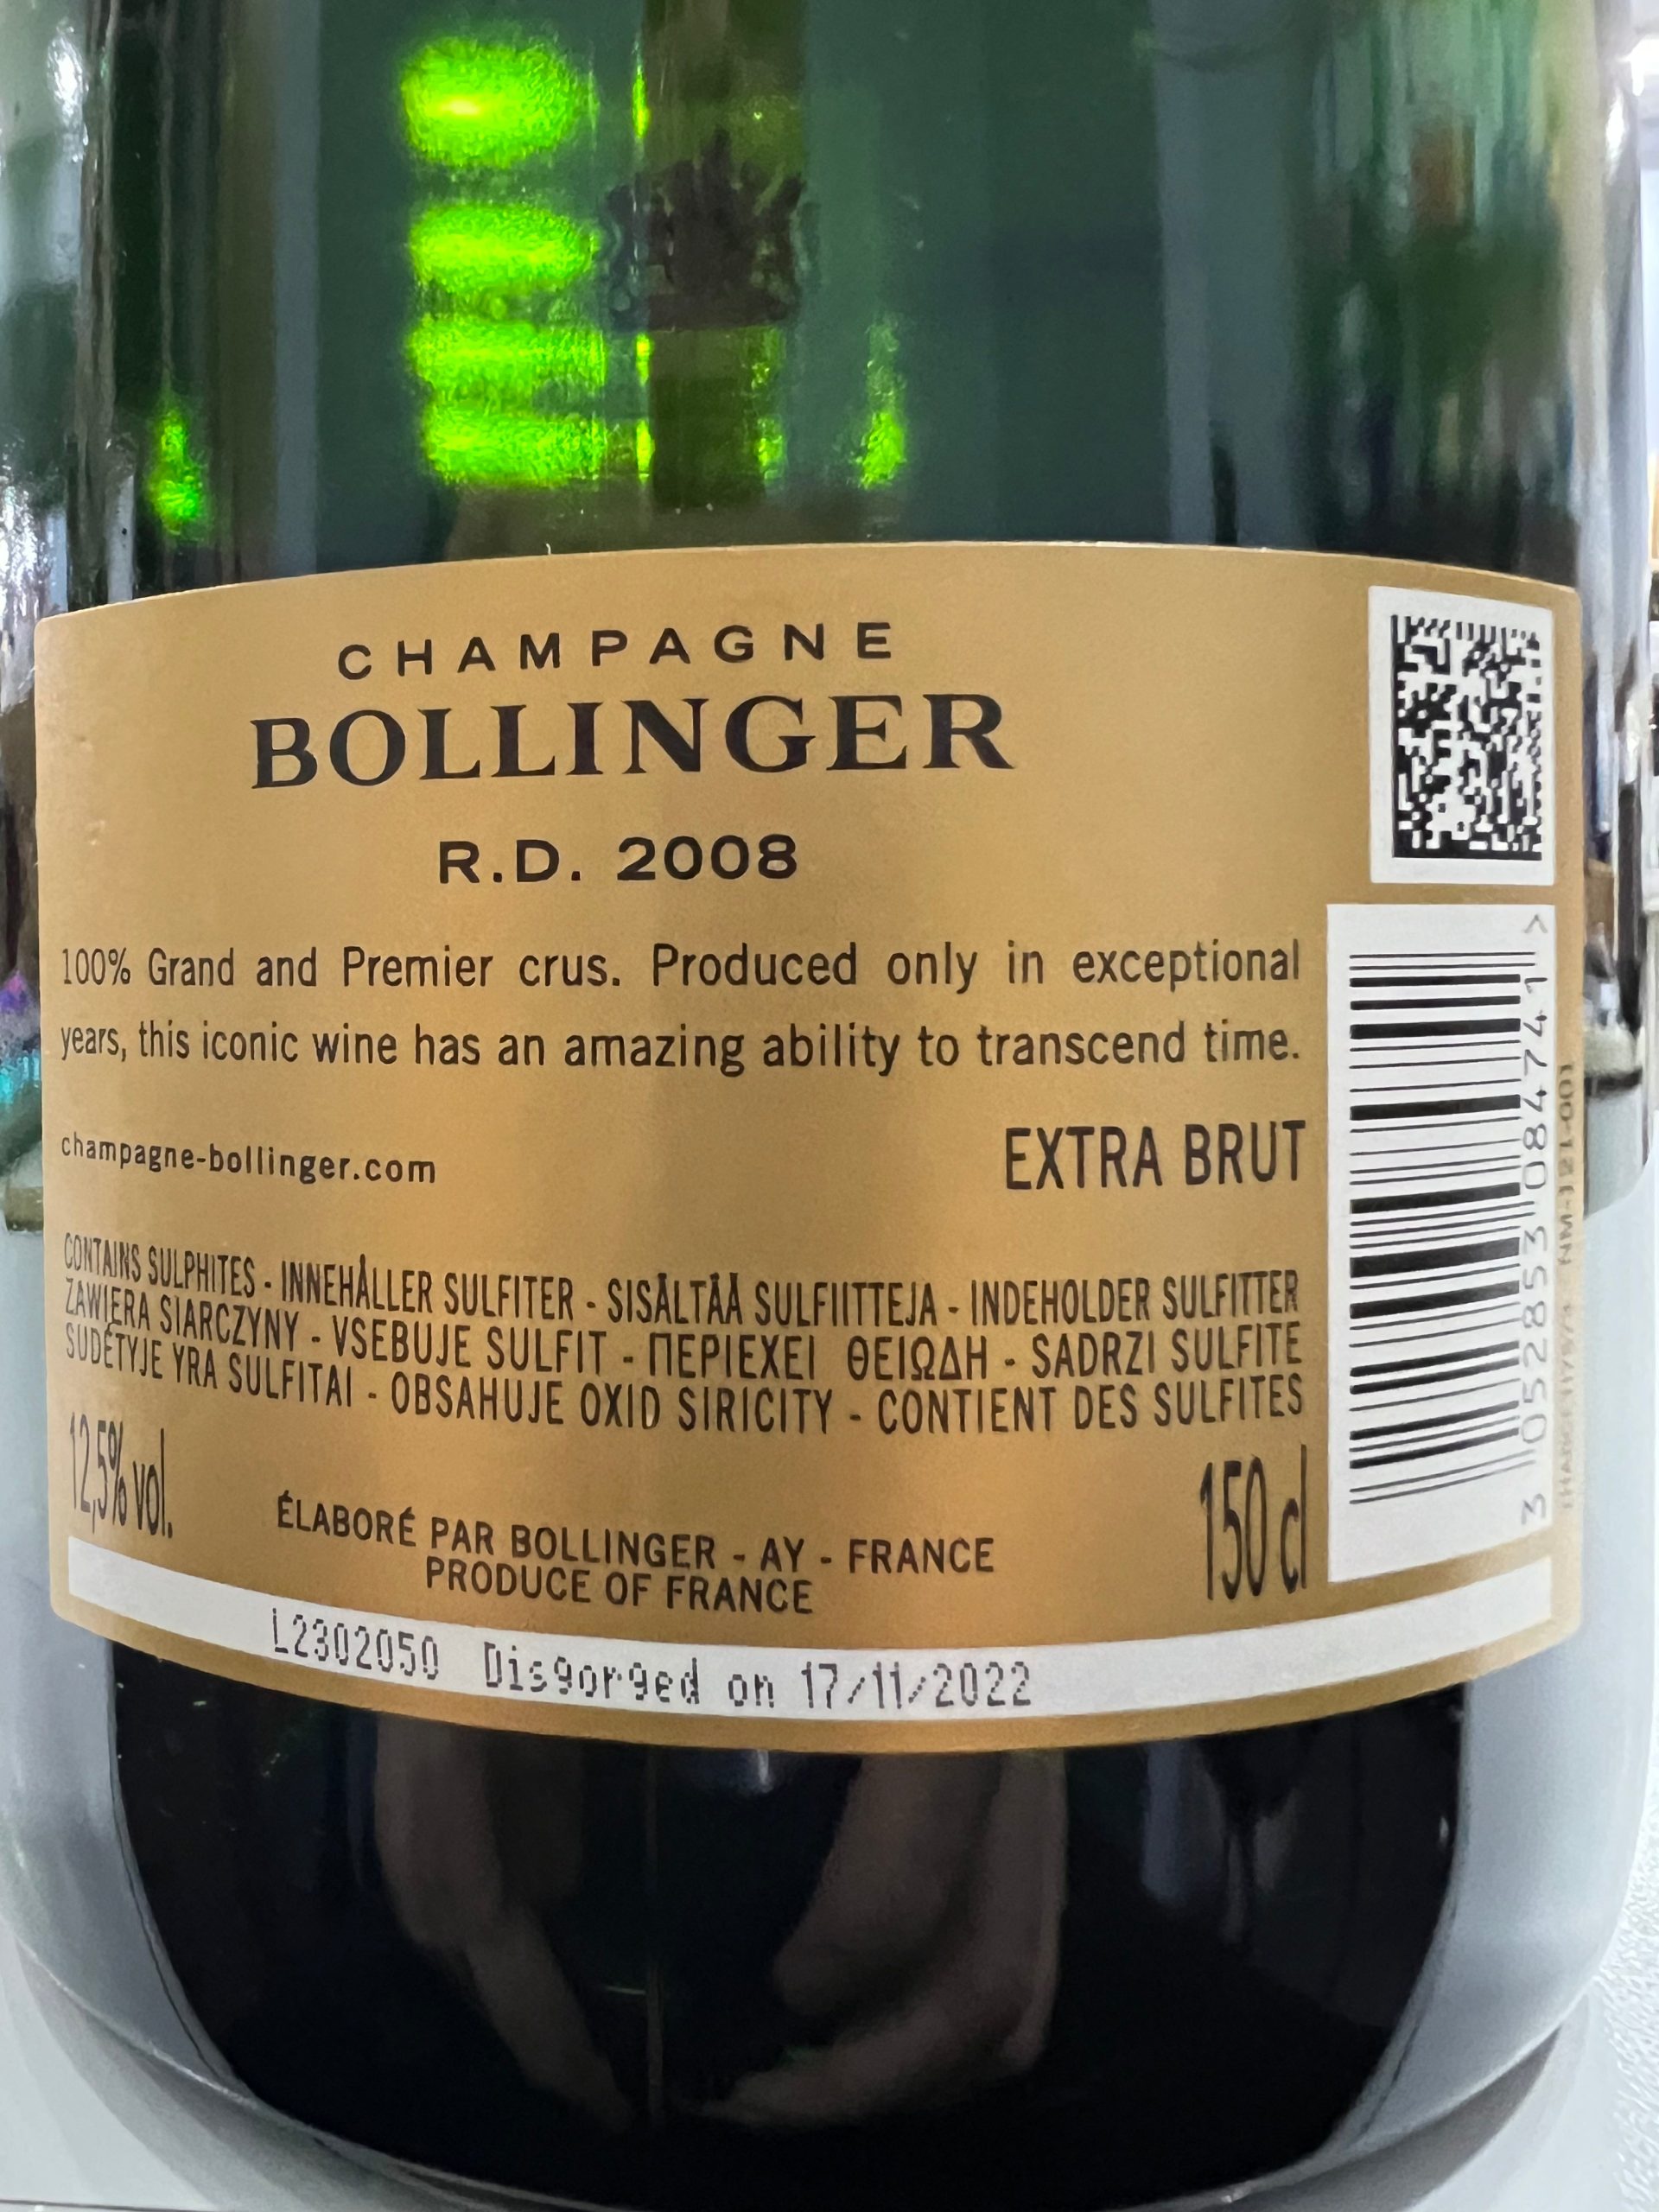 CHAMPAGNE
BOLLINGER
R.D. 2008
100% Grand and Premier crus. Produced only in exceptional
years, this iconic wine has an amazing ability to transcend time.
champagne-bollinger.com
EXTRA BRUT
CONTAINS SULPHITES - INNEHÅLLER SULFITER - SISÄLTÄÄ SULFIITTEJA - INDEHOLDER SULFITTER
ZAWIERA SIARCZYNY - VSEBUJE SULFIT - ΠΕΡΙΕΧΕΙ ΘΕΙΩΔΗ - SADRZI SULFITE
SUDĖTYJE YRA SULFITAI - OBSAHUJE OXID SIRICITY - CONTIENT DES SULFITES
12,5% vol.
ÉLABORÉ PAR BOLLINGER - AY - FRANCE
PRODUCE OF FRANCE
150 cl
L2302050 Disgorged on 17/11/2022
3 052853 084741 >
NM-121-001